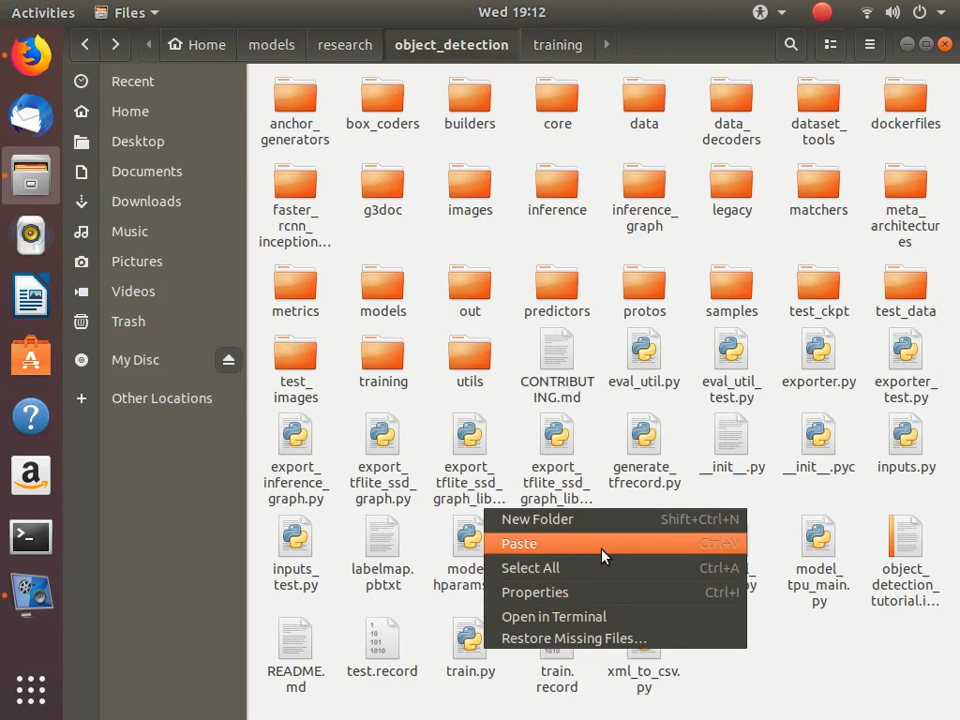 Activities Files Wed 19:12
Home models research object_detection training
Recent
Home
Desktop
Documents
Downloads
Music
Pictures
Videos
Trash
My Disc
Other Locations
anchor_ box_coders builders core data data_ dataset_ dockerfiles
generators decoders tools
faster_ g3doc images inference inference_ legacy matchers meta_
rcnn_ graph architectur
inception... es
metrics models out predictors protos samples test_ckpt test_data
test_ training utils CONTRIBUT eval_util.py eval_util_ exporter.py exporter_
images ING.md test.py test.py
export_ export_ export_ export_ generate_ __init__.py __init__.pyc inputs.py
inference_ tflite_ssd_ tflite_ssd_ tflite_ssd_ tfrecord.py
graph.py graph.py graph_lib... graph_lib...
inputs_ labelmap. model_ object_
test.py pbtxt hparams tpu_main. detection_
py tutorial.i...
New Folder Shift+Ctrl+N
Paste Ctrl+V
Select All Ctrl+A
Properties Ctrl+I
Open in Terminal
Restore Missing Files...
README. test.record train.py train. xml_to_csv.
md record py